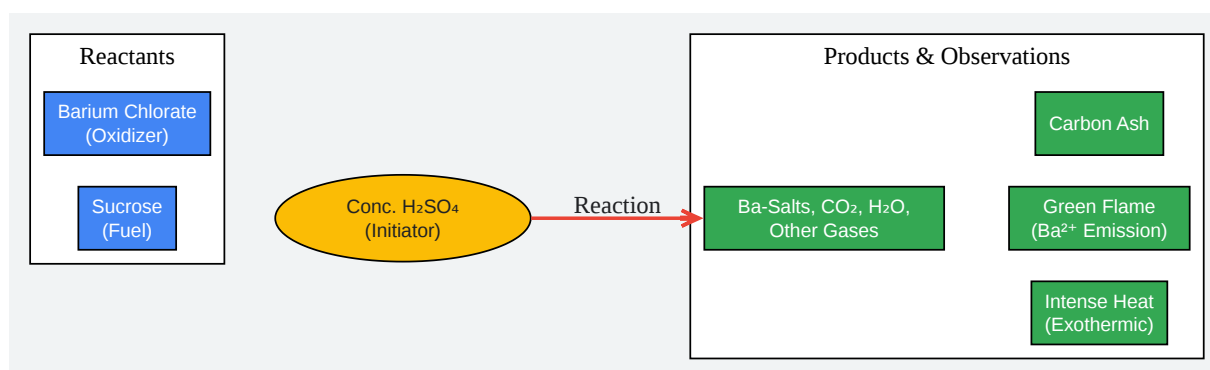 Reactants
Barium Chlorate
(Oxidizer)
Sucrose
(Fuel)
Conc. H₂SO₄
(Initiator)
Reaction
Products & Observations
Ba-Salts, CO₂, H₂O,
Other Gases
Carbon Ash
Green Flame
(Ba²⁺ Emission)
Intense Heat
(Exothermic)